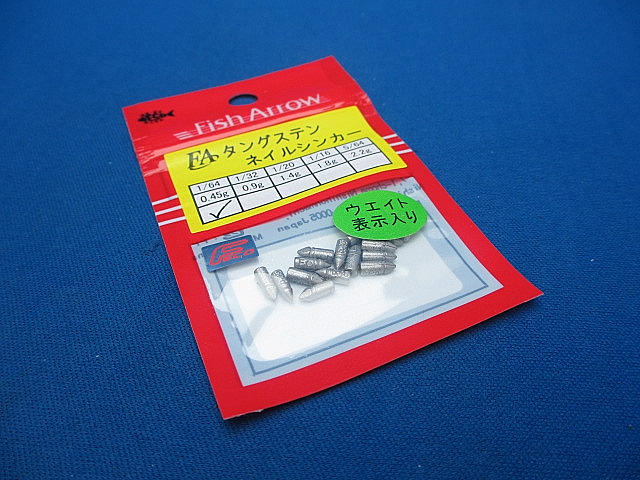 Fish Arrow
FA タングステン
ネイルシンカー
1/64 1/32 1/20 1/16 5/64
0.45g 0.9g 1.4g 1.8g 2.2g
ウエイト
表示入り
0005 Japan